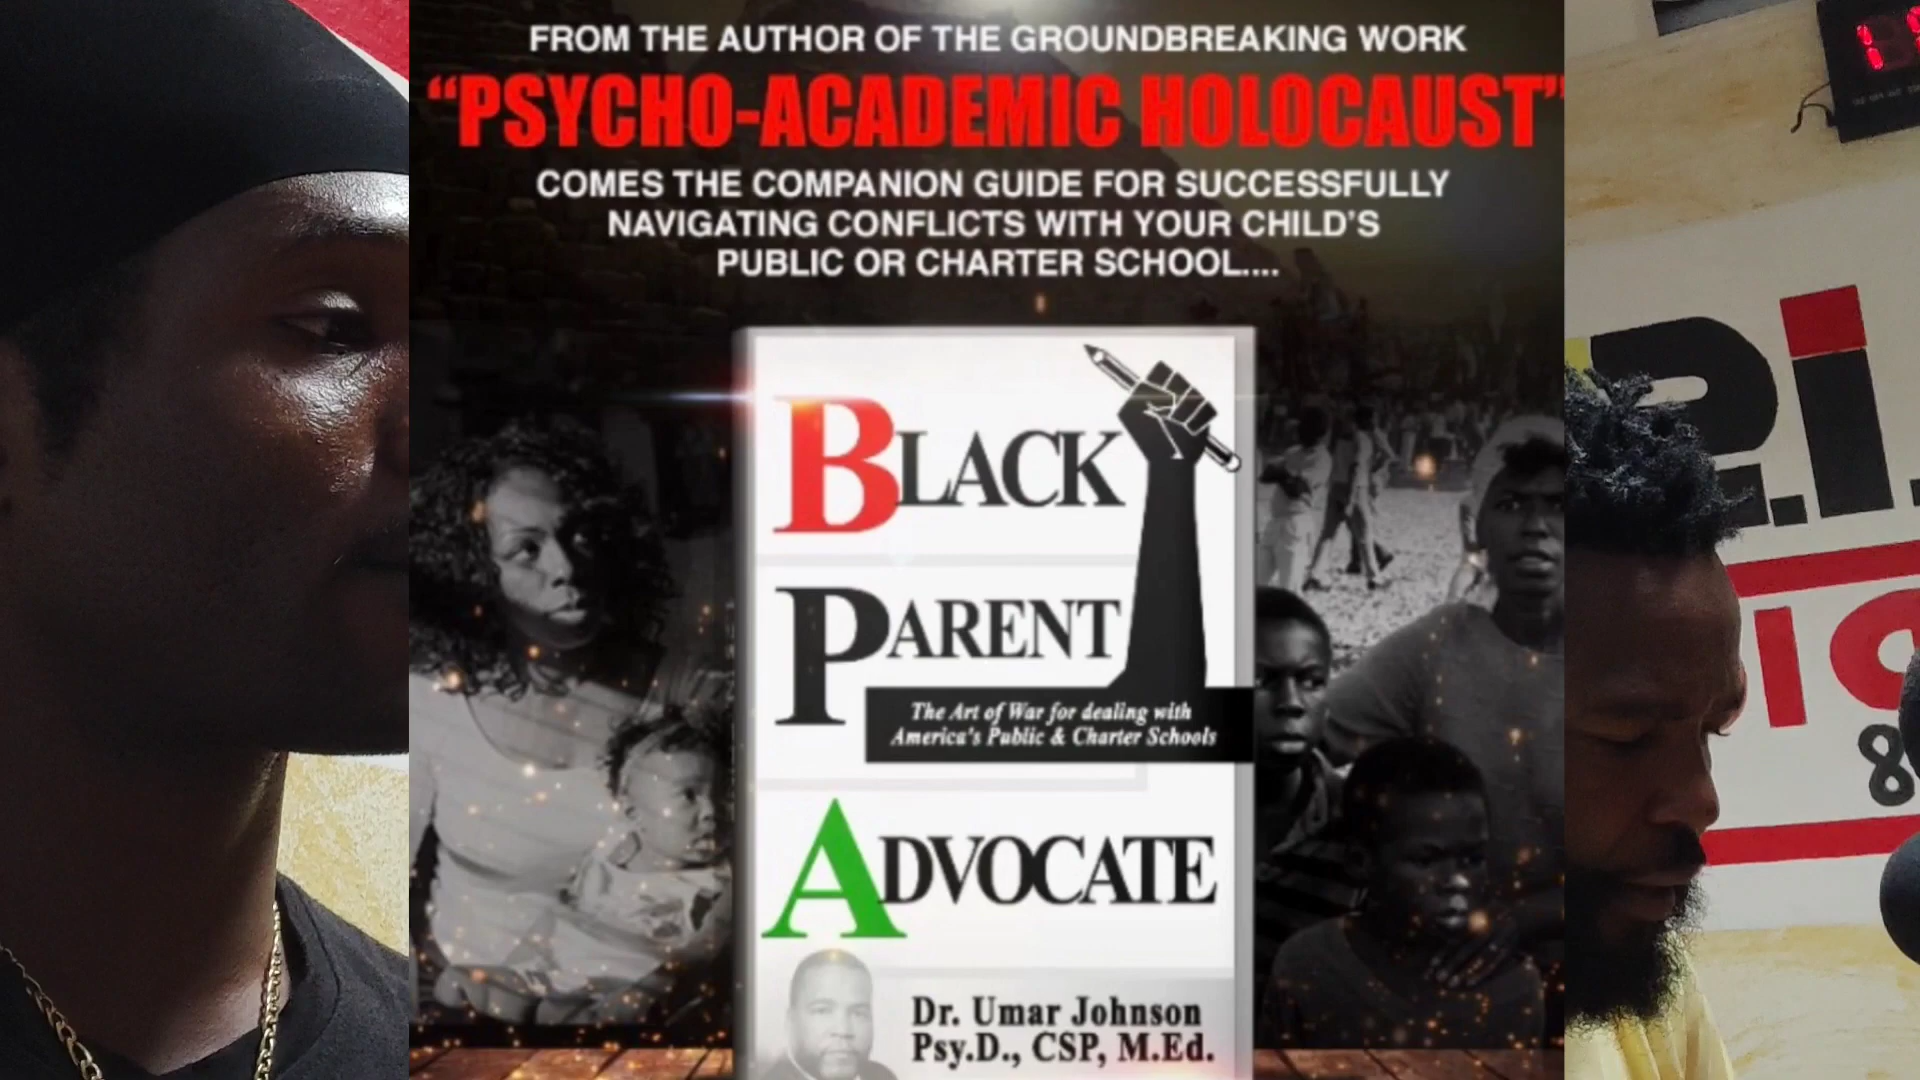 FROM THE AUTHOR OF THE GROUNDBREAKING WORK
"PSYCHO-ACADEMIC HOLOCAUST"
COMES THE COMPANION GUIDE FOR SUCCESSFULLY
NAVIGATING CONFLICTS WITH YOUR CHILD'S
PUBLIC OR CHARTER SCHOOL....
BLACK
PARENT
The Art of War for dealing with
America's Public & Charter Schools
ADVOCATE
Dr. Umar Johnson
Psy.D., CSP, M.Ed.